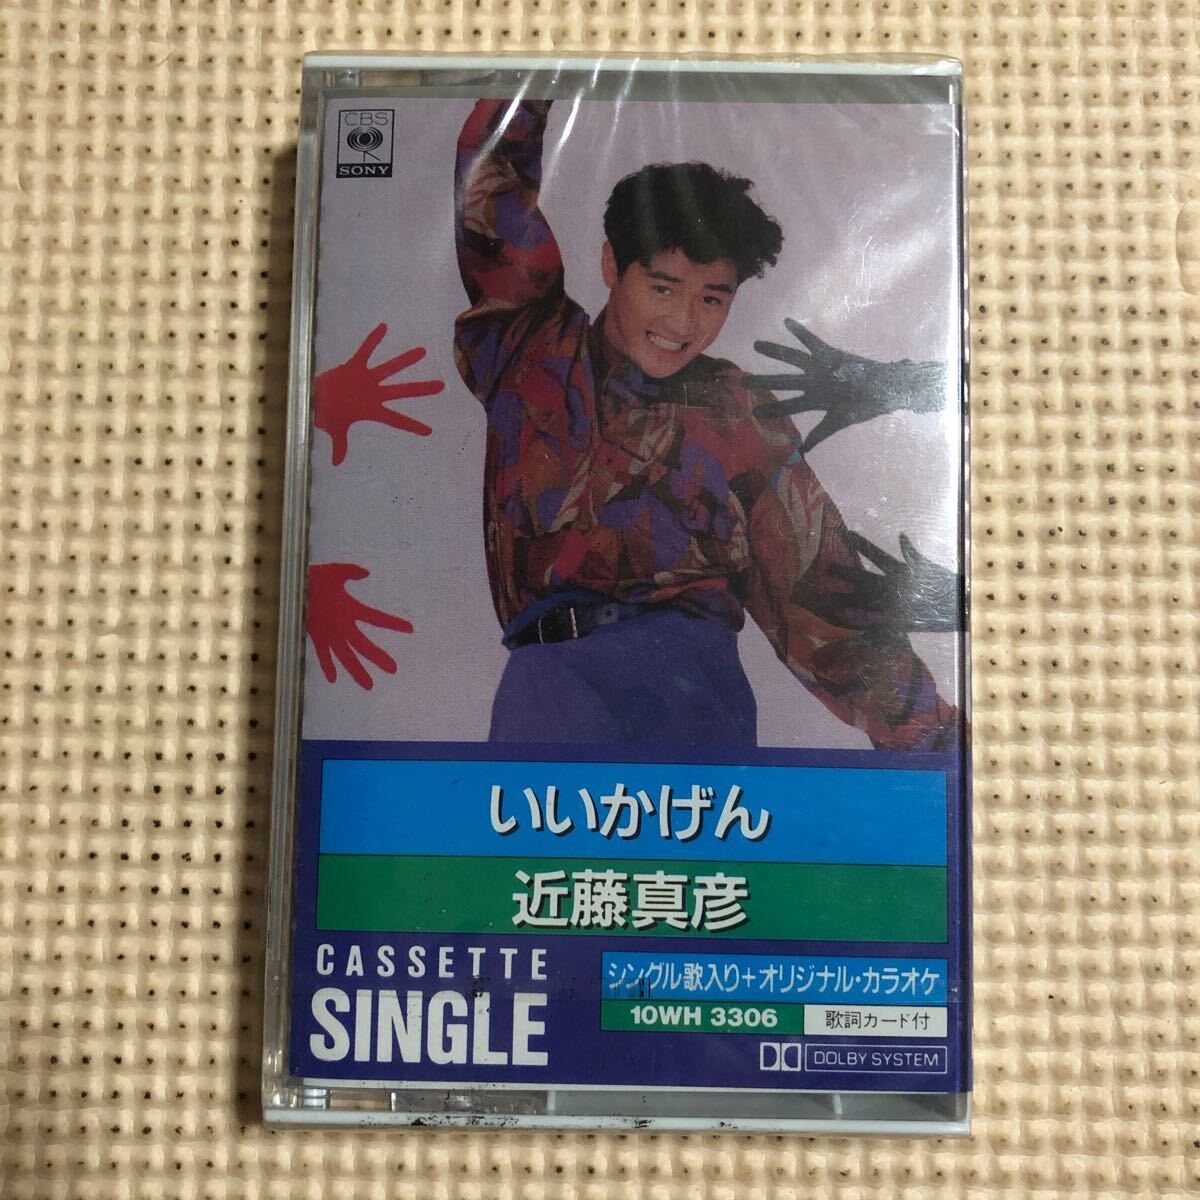 CBS
SONY
いいかげん
近藤真彦
CASSETTE
SINGLE
シングル歌入り+オリジナル・カラオケ
10WH 3306
歌詞カード付
DOLBY SYSTEM